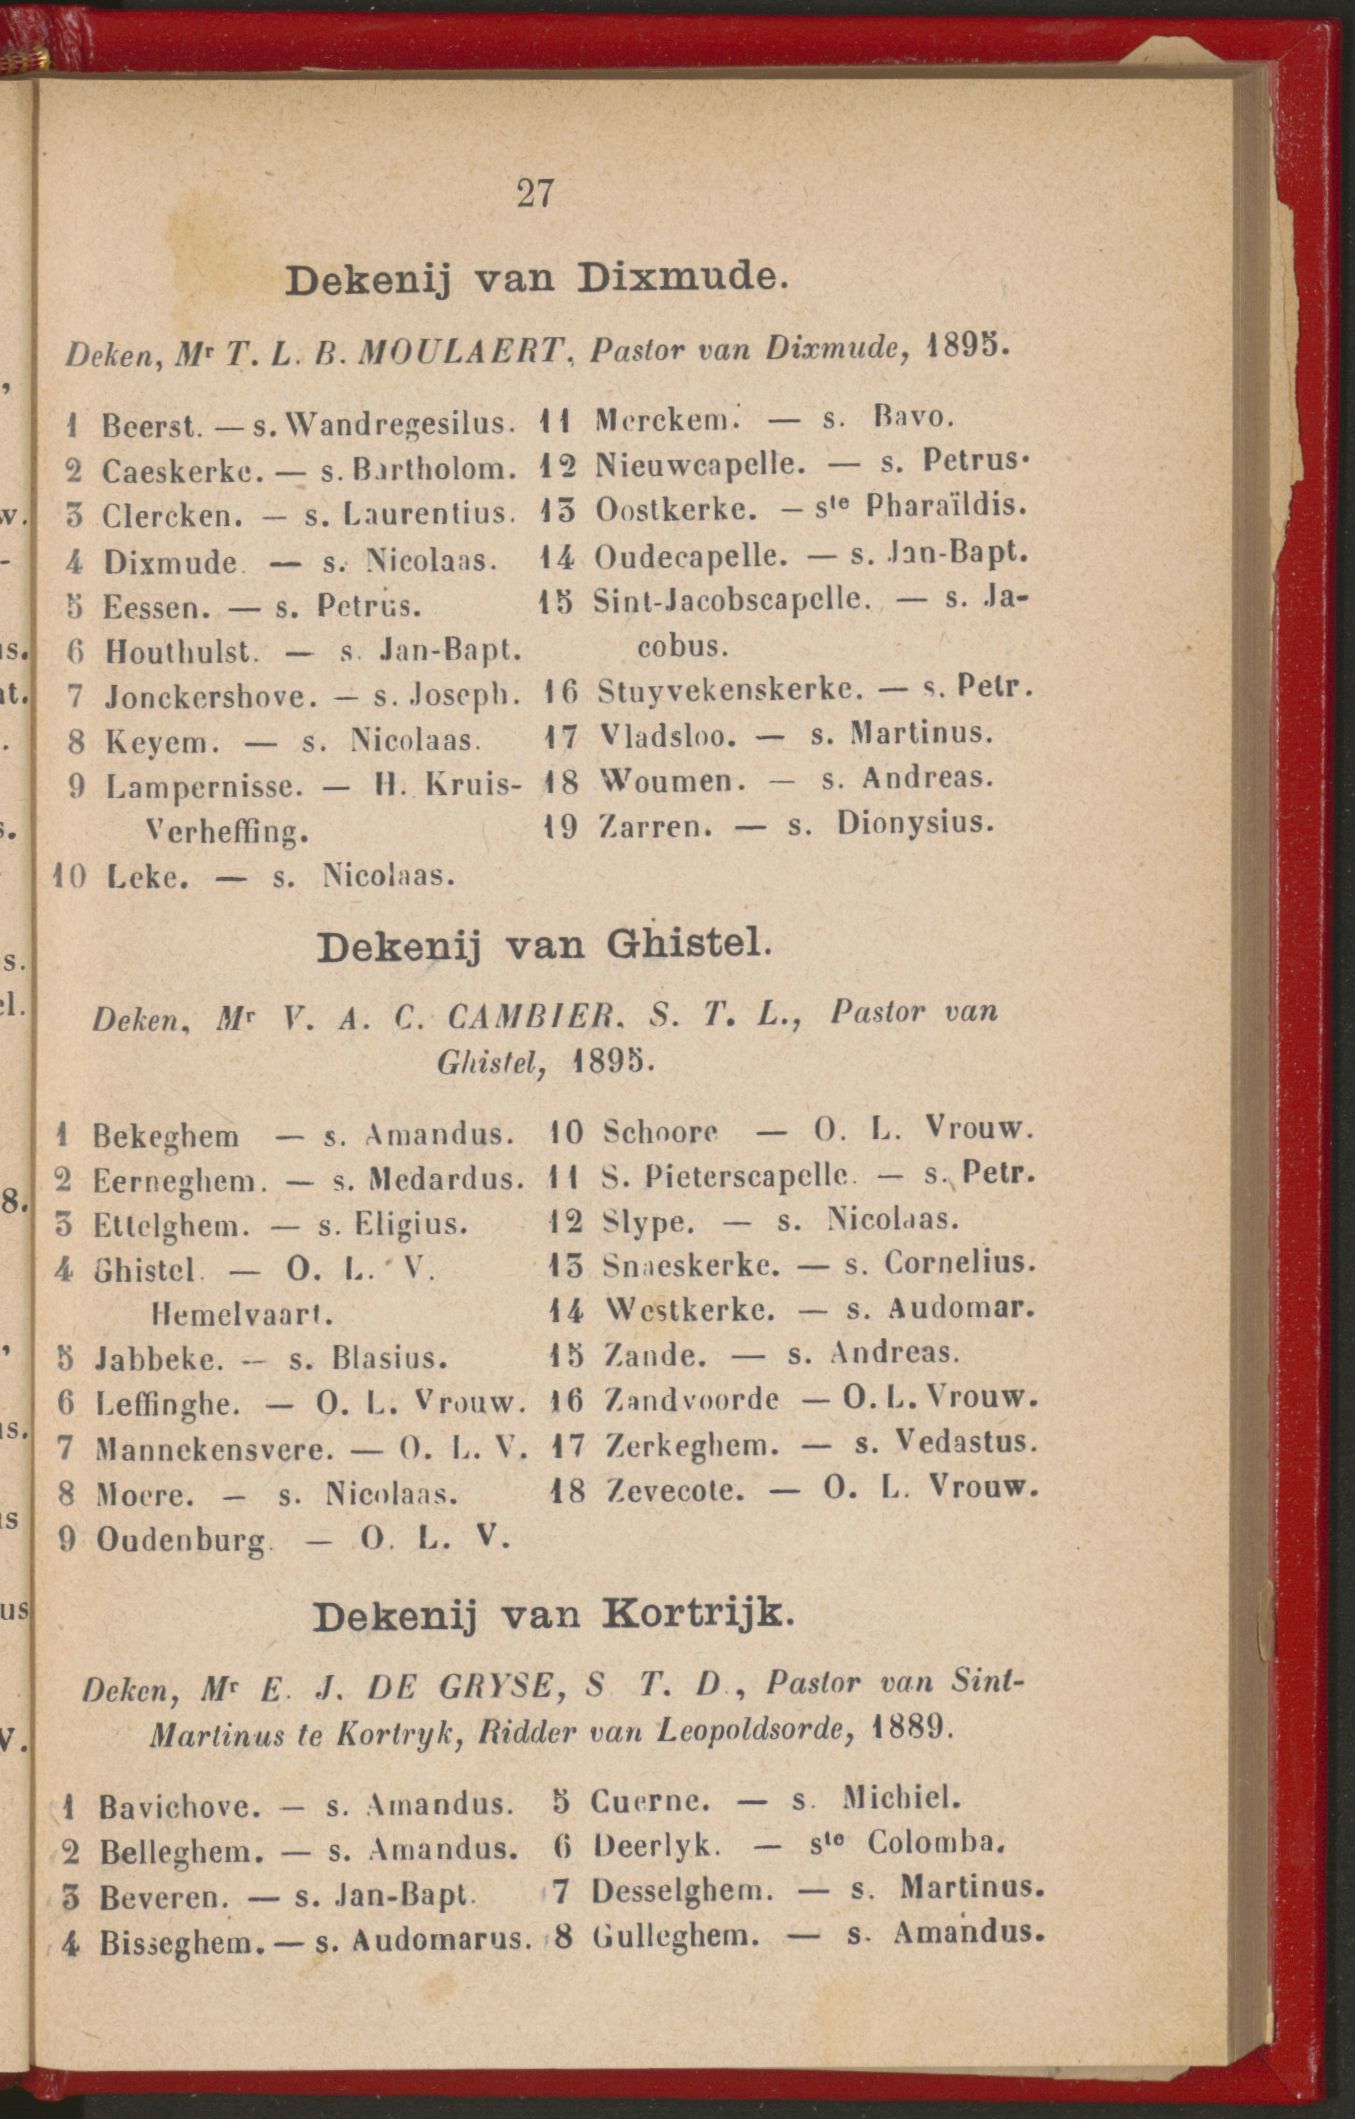 27
Dekenij van Dixmude.
Deken, Mr T. L. B. MOULAERT, Pastor van Dixmude, 1895.
1 Beerst. — s. Wandregesilus.
2 Caeskerke. — s. Bartholom.
3 Clercken. — s. Laurentius.
4 Dixmude. — s. Nicolaas.
5 Eessen. — s. Petrus.
6 Houthulst. — s. Jan-Bapt.
7 Jonckershove. — s. Joseph.
8 Keyem. — s. Nicolaas.
9 Lampernisse. — H. Kruis-
Verheffing.
10 Leke. — s. Nicolaas.
11 Merckem. — s. Bavo.
12 Nieuwcapelle. — s. Petrus.
13 Oostkerke. — ste Pharaïldis.
14 Oudecapelle. — s. Jan-Bapt.
15 Sint-Jacobscapelle. — s. Ja-
cobus.
16 Stuyvekenskerke. — s. Petr.
17 Vladsloo. — s. Martinus.
18 Woumen. — s. Andreas.
19 Zarren. — s. Dionysius.
Dekenij van Ghistel.
Deken, Mr V. A. C. CAMBIER. S. T. L., Pastor van
Ghistel, 1895.
1 Bekeghem — s. Amandus.
2 Eerneghem. — s. Medardus.
3 Ettelghem. — s. Eligius.
4 Ghistel. — O. L. V.
Hemelvaart.
5 Jabbeke. — s. Blasius.
6 Leffinghe. — O. L. Vrouw.
7 Mannekensvere. — O. L. V.
8 Moere. — s. Nicolaas.
9 Oudenburg. — O. L. V.
10 Schoore — O. L. Vrouw.
11 S. Pieterscapelle. — s. Petr.
12 Slype. — s. Nicolaas.
13 Snaeskerke. — s. Cornelius.
14 Westkerke. — s. Audomar.
15 Zande. — s. Andreas.
16 Zandvoorde — O. L. Vrouw.
17 Zerkeghem. — s. Vedastus.
18 Zevecote. — O. L. Vrouw.
Dekenij van Kortrijk.
Deken, Mr E. J. DE GRYSE, S T. D., Pastor van Sint-
Martinus te Kortryk, Ridder van Leopoldsorde, 1889.
1 Bavichove. — s. Amandus.
2 Belleghem. — s. Amandus.
3 Beveren. — s. Jan-Bapt.
4 Bisseghem. — s. Audomarus.
5 Cuerne. — s. Michiel.
6 Deerlyk. — ste Colomba.
7 Desselghem. — s. Martinus.
8 Gulleghem. — s. Amandus.